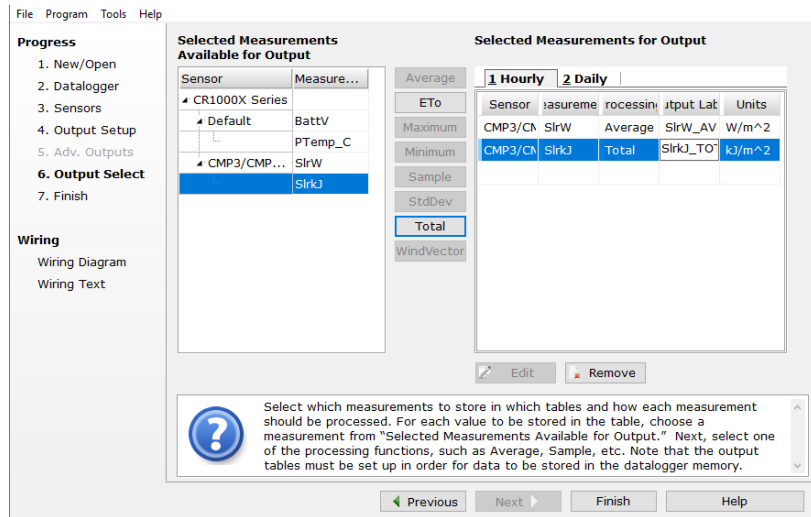 File Program Tools Help
Progress
1. New/Open
2. Datalogger
3. Sensors
4. Output Setup
5. Adv. Outputs
6. Output Select
7. Finish
Wiring
Wiring Diagram
Wiring Text
Selected Measurements
Available for Output
Sensor Measure...
CR1000X Series
Default BattV
PTemp_C
CMP3/CMP... SlrW
SlrkJ
Average
ETo
Maximum
Minimum
Sample
StdDev
Total
WindVector
Selected Measurements for Output
1 Hourly 2 Daily
Sensor easureme rocessing utput Lab Units
CMP3/CM SlrW Average SlrW_AV W/m^2
CMP3/CM SlrkJ Total SlrkJ_TOT kJ/m^2
Edit Remove
Select which measurements to store in which tables and how each measurement
should be processed. For each value to be stored in the table, choose a
measurement from “Selected Measurements Available for Output.” Next, select one
of the processing functions, such as Average, Sample, etc. Note that the output
tables must be set up in order for data to be stored in the datalogger memory.
Previous Next Finish Help